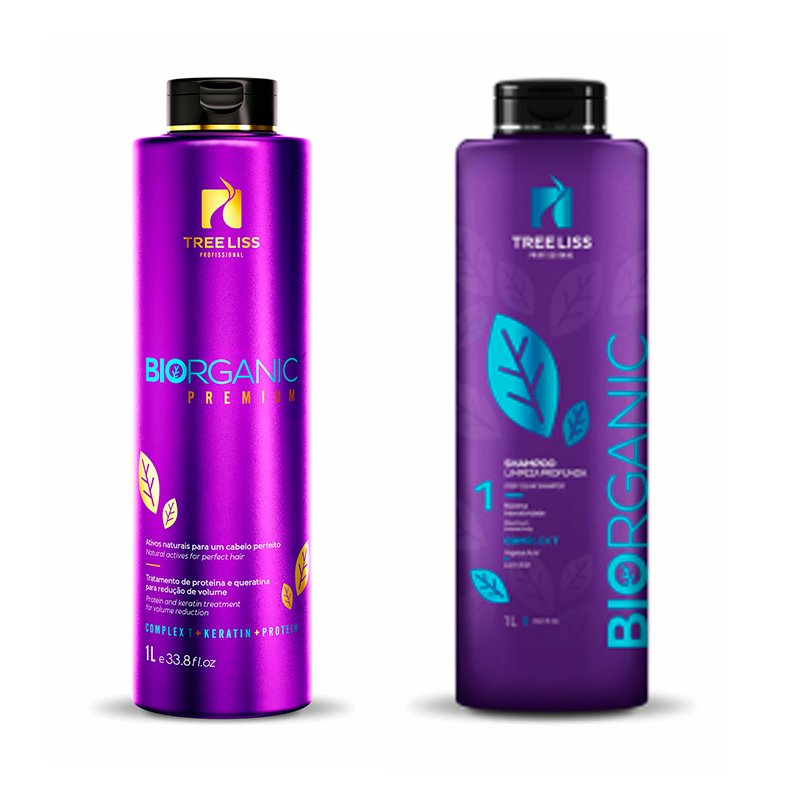 TREE LISS
PROFISSIONAL
BIORGANIC
PREMIUM
Ativos naturais para um cabelo perfeito
Natural actives for perfect hair
Tratamento de proteína e queratina
para redução de volume
Protein and keratin treatment
for volume reduction
COMPLEX T + KERATIN + PROTEIN
1L e 33.8 fl.oz
TREE LISS
PROFISSIONAL
BIORGANIC
1
SHAMPOO
LIMPEZA PROFUNDA
COMPLEX T
1L